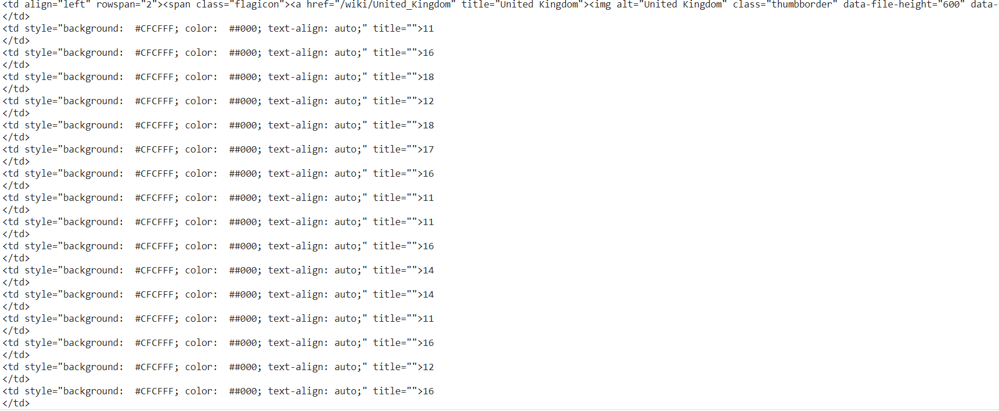 <td align="left" rowspan="2"><span class="flagicon"><a href="/wiki/United_Kingdom" title="United Kingdom"><img alt="United Kingdom" class="thumbborder" data-file-height="600" data-
</td>
<td style="background:  #CFCFFF; color:  ##000; text-align: auto;" title="">11
</td>
<td style="background:  #CFCFFF; color:  ##000; text-align: auto;" title="">16
</td>
<td style="background:  #CFCFFF; color:  ##000; text-align: auto;" title="">18
</td>
<td style="background:  #CFCFFF; color:  ##000; text-align: auto;" title="">12
</td>
<td style="background:  #CFCFFF; color:  ##000; text-align: auto;" title="">18
</td>
<td style="background:  #CFCFFF; color:  ##000; text-align: auto;" title="">17
</td>
<td style="background:  #CFCFFF; color:  ##000; text-align: auto;" title="">16
</td>
<td style="background:  #CFCFFF; color:  ##000; text-align: auto;" title="">11
</td>
<td style="background:  #CFCFFF; color:  ##000; text-align: auto;" title="">11
</td>
<td style="background:  #CFCFFF; color:  ##000; text-align: auto;" title="">16
</td>
<td style="background:  #CFCFFF; color:  ##000; text-align: auto;" title="">14
</td>
<td style="background:  #CFCFFF; color:  ##000; text-align: auto;" title="">14
</td>
<td style="background:  #CFCFFF; color:  ##000; text-align: auto;" title="">11
</td>
<td style="background:  #CFCFFF; color:  ##000; text-align: auto;" title="">16
</td>
<td style="background:  #CFCFFF; color:  ##000; text-align: auto;" title="">12
</td>
<td style="background:  #CFCFFF; color:  ##000; text-align: auto;" title="">16
</td>